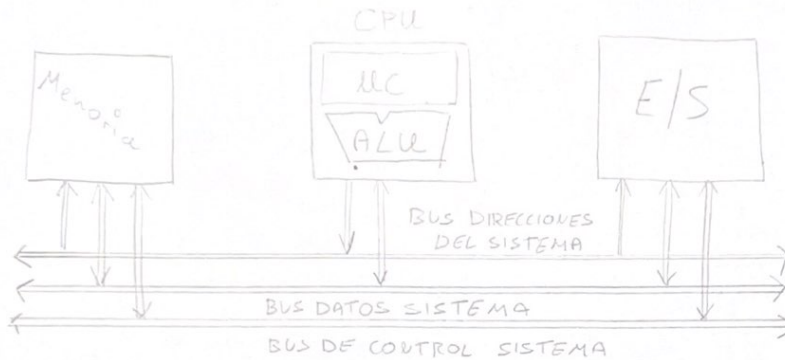 CPU
Memoria
UC
ALU
E/S
BUS DIRECCIONES
DEL SISTEMA
BUS DATOS SISTEMA
BUS DE CONTROL SISTEMA